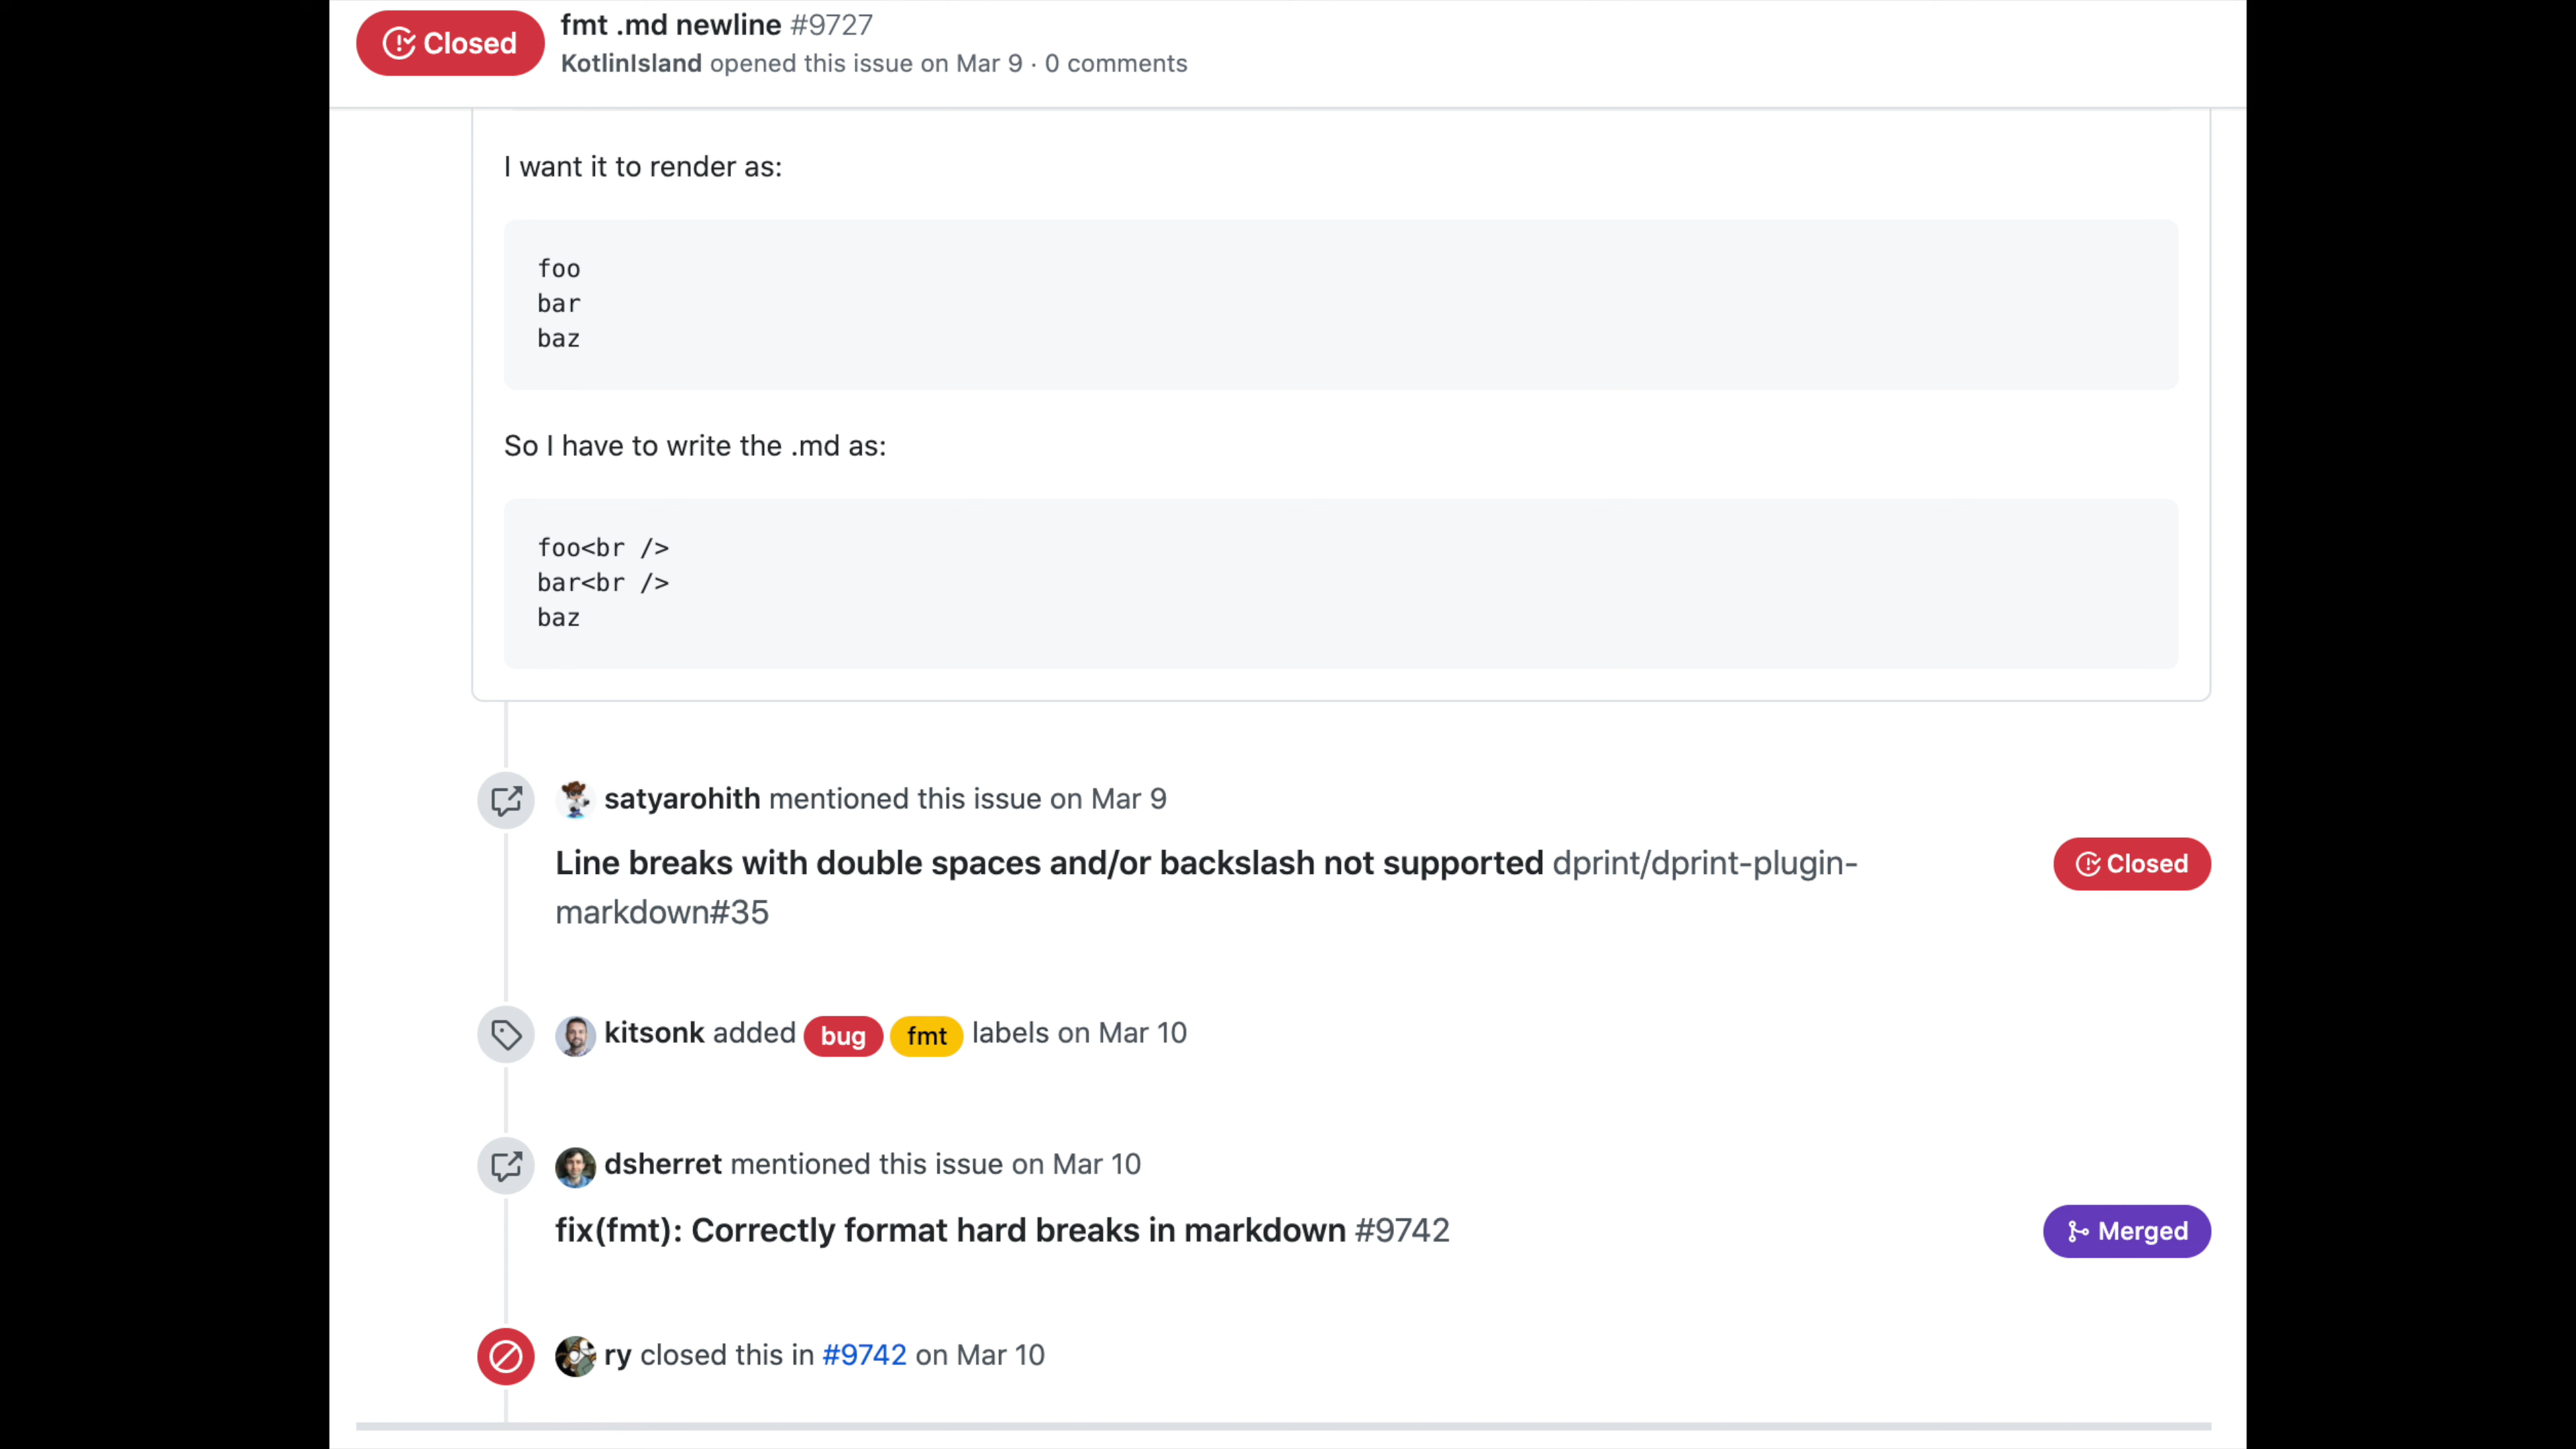 Closed
fmt .md newline #9727
KotlinIsland opened this issue on Mar 9 · 0 comments
I want it to render as:
foo
bar
baz
So I have to write the .md as:
foo<br />
bar<br />
baz
satyarohith mentioned this issue on Mar 9
Line breaks with double spaces and/or backslash not supported dprint/dprint-plugin-
markdown#35
Closed
kitsonk added bug fmt labels on Mar 10
dsherret mentioned this issue on Mar 10
fix(fmt): Correctly format hard breaks in markdown #9742
Merged
ry closed this in #9742 on Mar 10